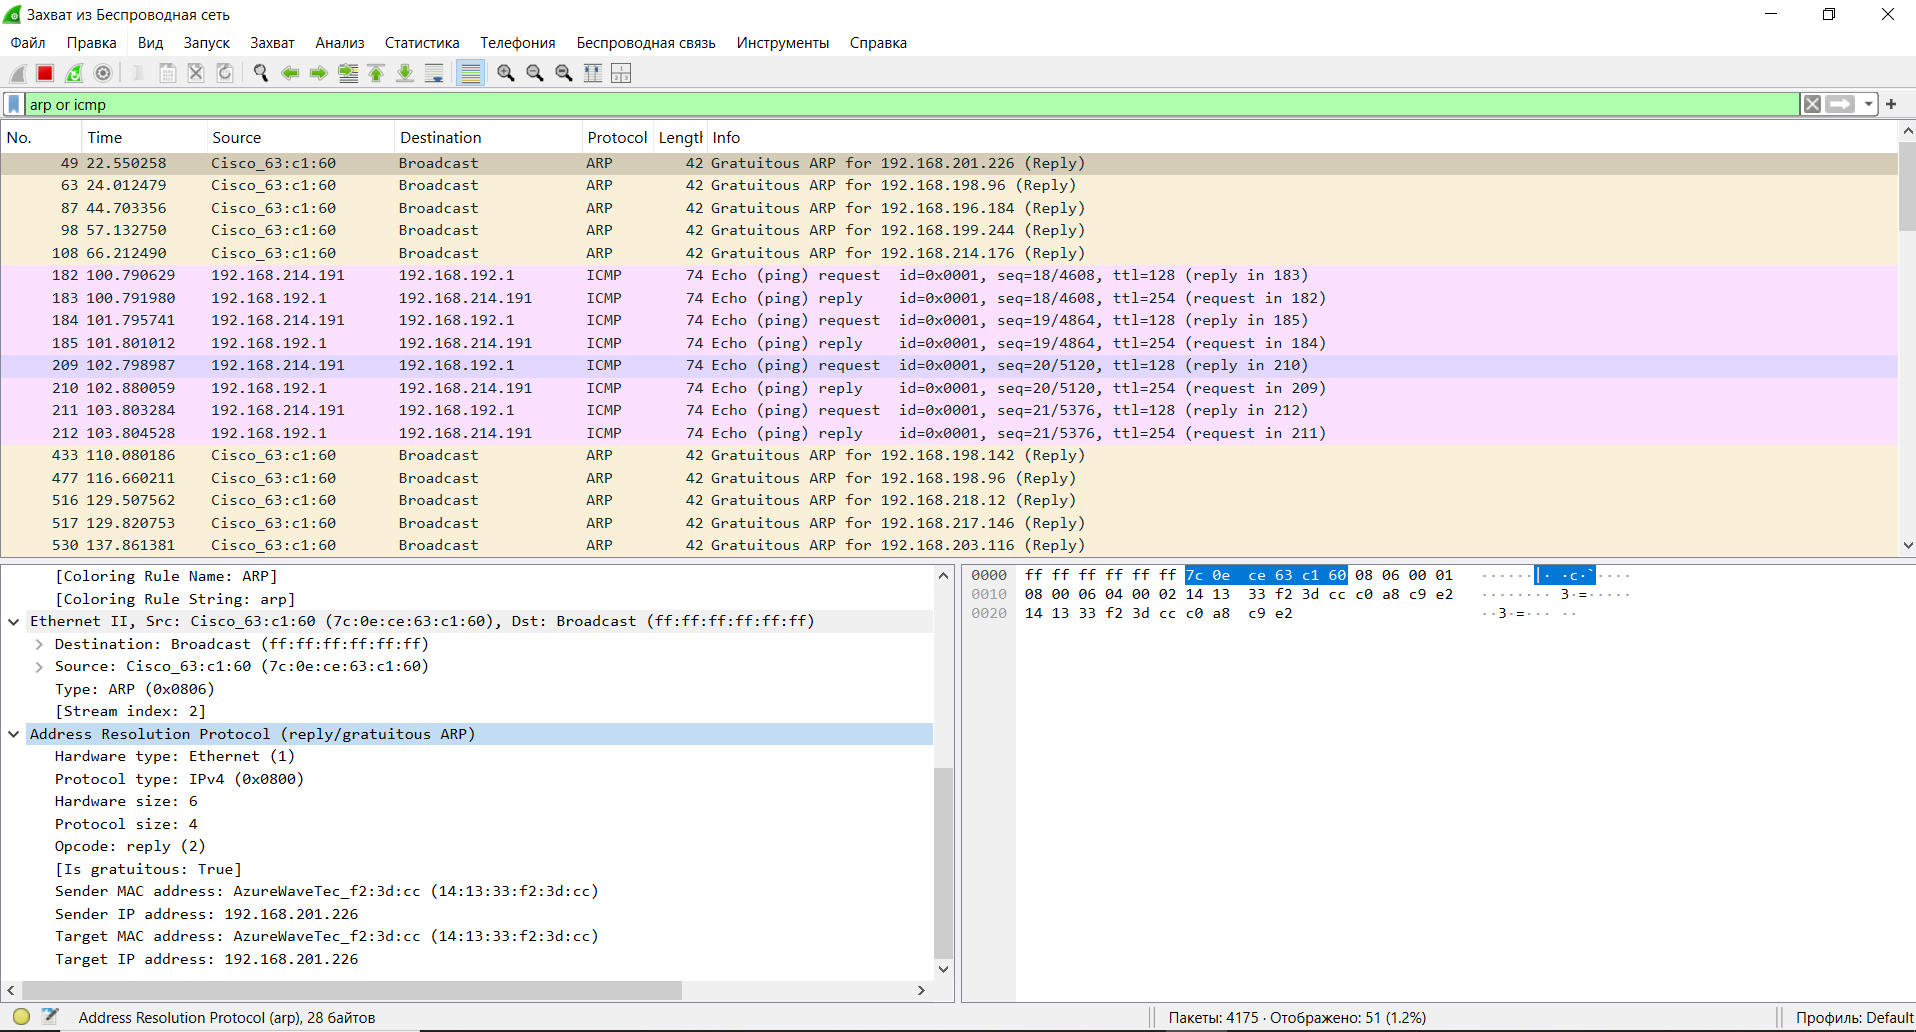 Захват из Беспроводная сеть
Файл Правка Вид Запуск Захват Анализ Статистика Телефония Беспроводная связь Инструменты Справка
arp or icmp
No. Time Source Destination Protocol Length Info
49 22.550258 Cisco_63:c1:60 Broadcast ARP 42 Gratuitous ARP for 192.168.201.226 (Reply)
63 24.012479 Cisco_63:c1:60 Broadcast ARP 42 Gratuitous ARP for 192.168.198.96 (Reply)
87 44.703356 Cisco_63:c1:60 Broadcast ARP 42 Gratuitous ARP for 192.168.196.184 (Reply)
98 57.132750 Cisco_63:c1:60 Broadcast ARP 42 Gratuitous ARP for 192.168.199.244 (Reply)
108 66.212490 Cisco_63:c1:60 Broadcast ARP 42 Gratuitous ARP for 192.168.214.176 (Reply)
182 100.790629 192.168.214.191 192.168.192.1 ICMP 74 Echo (ping) request id=0x0001, seq=18/4608, ttl=128 (reply in 183)
183 100.791980 192.168.192.1 192.168.214.191 ICMP 74 Echo (ping) reply id=0x0001, seq=18/4608, ttl=254 (request in 182)
184 101.795741 192.168.214.191 192.168.192.1 ICMP 74 Echo (ping) request id=0x0001, seq=19/4864, ttl=128 (reply in 185)
185 101.801012 192.168.192.1 192.168.214.191 ICMP 74 Echo (ping) reply id=0x0001, seq=19/4864, ttl=254 (request in 184)
209 102.798987 192.168.214.191 192.168.192.1 ICMP 74 Echo (ping) request id=0x0001, seq=20/5120, ttl=128 (reply in 210)
210 102.880059 192.168.192.1 192.168.214.191 ICMP 74 Echo (ping) reply id=0x0001, seq=20/5120, ttl=254 (request in 209)
211 103.803284 192.168.214.191 192.168.192.1 ICMP 74 Echo (ping) request id=0x0001, seq=21/5376, ttl=128 (reply in 212)
212 103.804528 192.168.192.1 192.168.214.191 ICMP 74 Echo (ping) reply id=0x0001, seq=21/5376, ttl=254 (request in 211)
433 110.080186 Cisco_63:c1:60 Broadcast ARP 42 Gratuitous ARP for 192.168.198.142 (Reply)
477 116.660211 Cisco_63:c1:60 Broadcast ARP 42 Gratuitous ARP for 192.168.198.96 (Reply)
516 129.507562 Cisco_63:c1:60 Broadcast ARP 42 Gratuitous ARP for 192.168.218.12 (Reply)
517 129.820753 Cisco_63:c1:60 Broadcast ARP 42 Gratuitous ARP for 192.168.217.146 (Reply)
530 137.861381 Cisco_63:c1:60 Broadcast ARP 42 Gratuitous ARP for 192.168.203.116 (Reply)
[Coloring Rule Name: ARP]
[Coloring Rule String: arp]
Ethernet II, Src: Cisco_63:c1:60 (7c:0e:ce:63:c1:60), Dst: Broadcast (ff:ff:ff:ff:ff:ff)
Destination: Broadcast (ff:ff:ff:ff:ff:ff)
Source: Cisco_63:c1:60 (7c:0e:ce:63:c1:60)
Type: ARP (0x0806)
[Stream index: 2]
Address Resolution Protocol (reply/gratuitous ARP)
Hardware type: Ethernet (1)
Protocol type: IPv4 (0x0800)
Hardware size: 6
Protocol size: 4
Opcode: reply (2)
[Is gratuitous: True]
Sender MAC address: AzureWaveTec_f2:3d:cc (14:13:33:f2:3d:cc)
Sender IP address: 192.168.201.226
Target MAC address: AzureWaveTec_f2:3d:cc (14:13:33:f2:3d:cc)
Target IP address: 192.168.201.226
0000 ff ff ff ff ff ff 7c 0e ce 63 c1 60 08 06 00 01 ······|· ·c·`····
0010 08 00 06 04 00 02 14 13 33 f2 3d cc c0 a8 c9 e2 ········ 3·=·····
0020 14 13 33 f2 3d cc c0 a8 c9 e2 ··3·=··· ··
Address Resolution Protocol (arp), 28 байтов
Пакеты: 4175 · Отображено: 51 (1.2%)
Профиль: Default